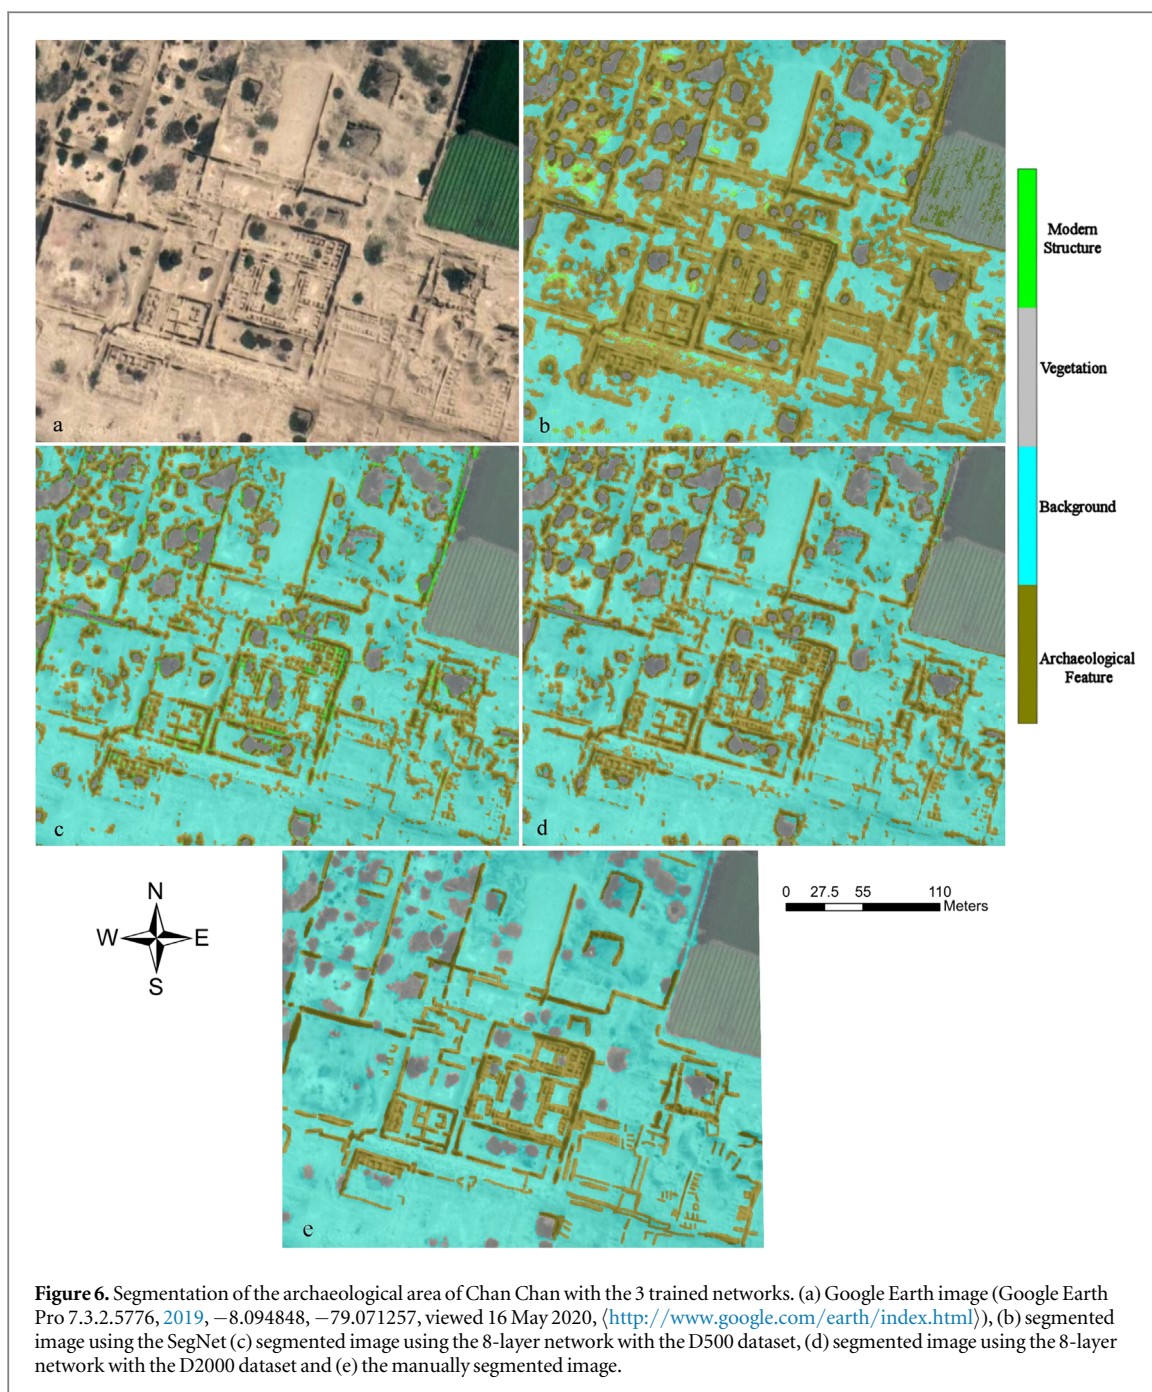 a
b
Modern
Structure
Vegetation
Background
Archaeological
Feature
c
d
N
W E
S
0 27.5 55 110
Meters
e
Figure 6. Segmentation of the archaeological area of Chan Chan with the 3 trained networks. (a) Google Earth image (Google Earth
Pro 7.3.2.5776, 2019, −8.094848, −79.071257, viewed 16 May 2020, ⟨http://www.google.com/earth/index.html⟩), (b) segmented
image using the SegNet (c) segmented image using the 8-layer network with the D500 dataset, (d) segmented image using the 8-layer
network with the D2000 dataset and (e) the manually segmented image.